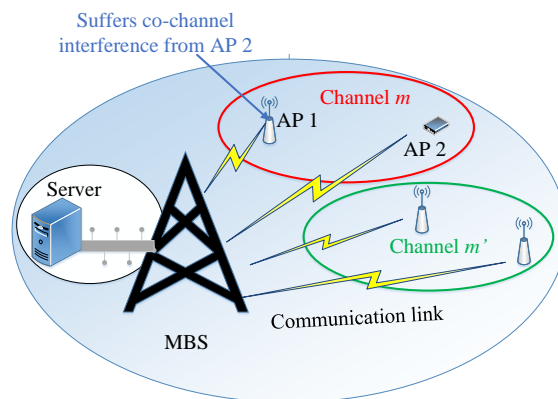 Suffers co-channel
interference from AP 2
Channel m
AP 1
AP 2
Server
Channel m’
Communication link
MBS